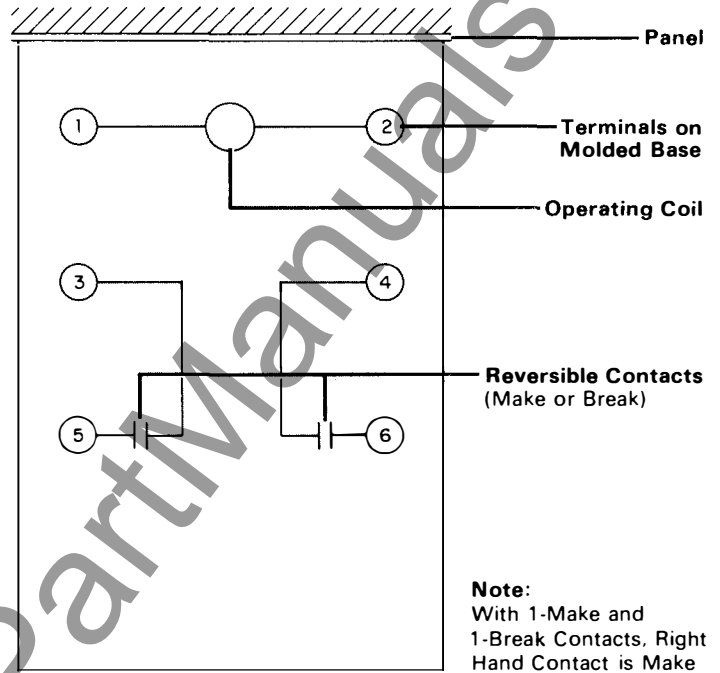 Panel
1
2
Terminals on
Molded Base
Operating Coil
3
4
Reversible Contacts
(Make or Break)
5
6
Note:
With 1-Make and
1-Break Contacts, Right
Hand Contact is Make
PartManuals